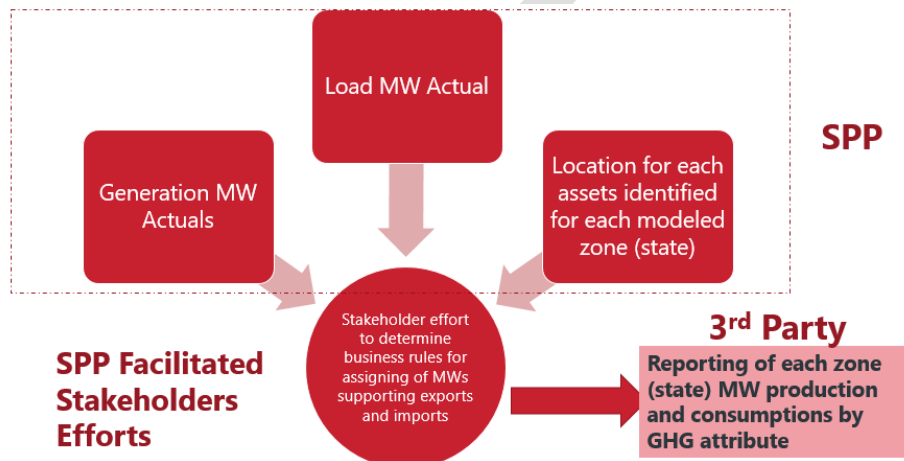 Load MW Actual
SPP
Generation MW
Actuals
Location for each
assets identified
for each modeled
zone (state)
Stakeholder effort
to determine
business rules for
assigning of MWs
supporting exports
and imports
SPP Facilitated
Stakeholders
Efforts
3rd Party
Reporting of each zone
(state) MW production
and consumptions by
GHG attribute